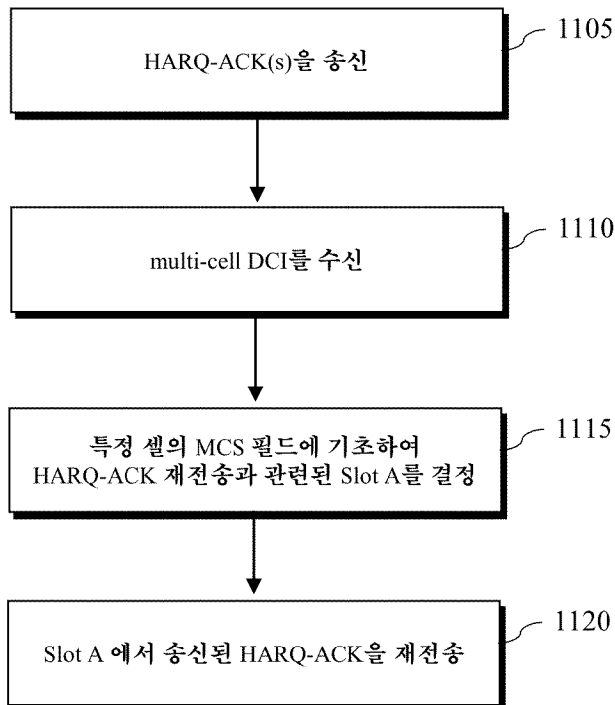 1105
HARQ-ACK(s)을 송신
1110
multi-cell DCI를 수신
1115
특정 셀의 MCS 필드에 기초하여
HARQ-ACK 재전송과 관련된 Slot A를 결정
1120
Slot A 에서 송신된 HARQ-ACK을 재전송